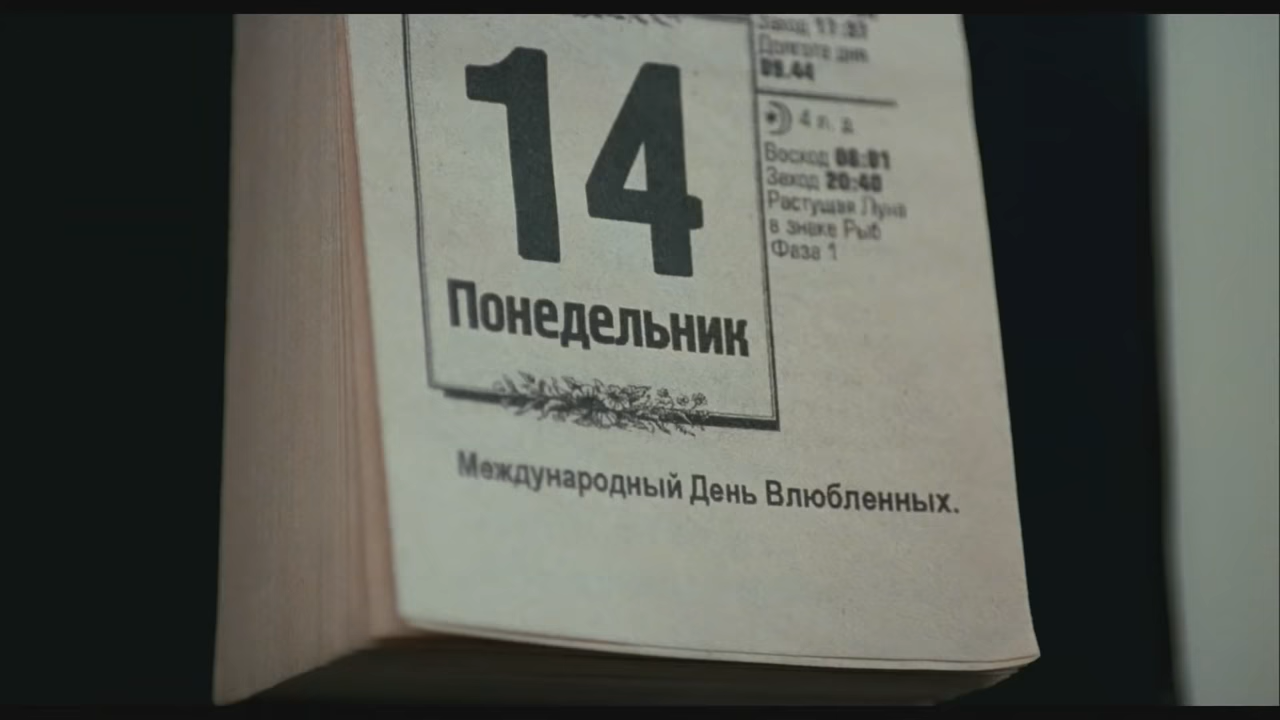 14
Понедельник
Международный День Влюбленных.
Заход 17:37
Долгота дня
09.44
4 л. д.
Восход 08:01
Заход 20:40
Растущая Луна
в знаке Рыб
Фаза 1